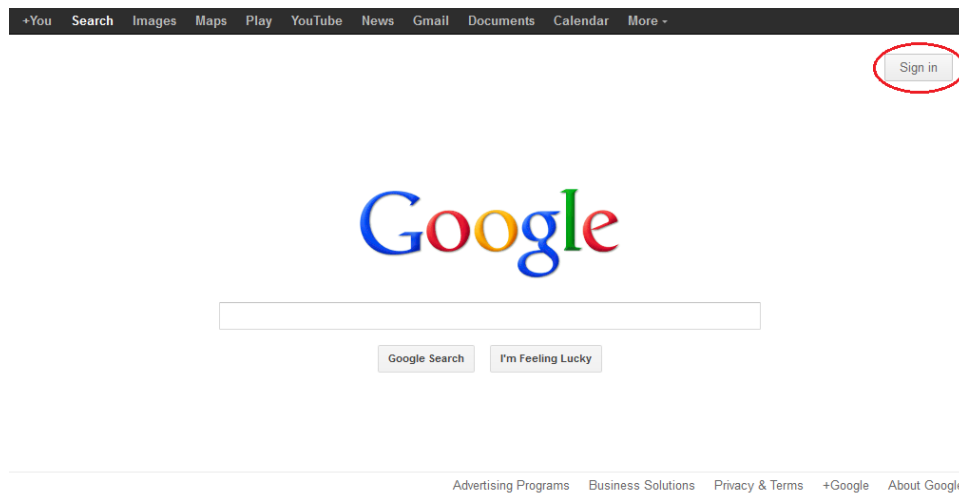 +You Search Images Maps Play YouTube News Gmail Documents Calendar More
Sign in
Google
Google Search I'm Feeling Lucky
Advertising Programs Business Solutions Privacy & Terms +Google About Google